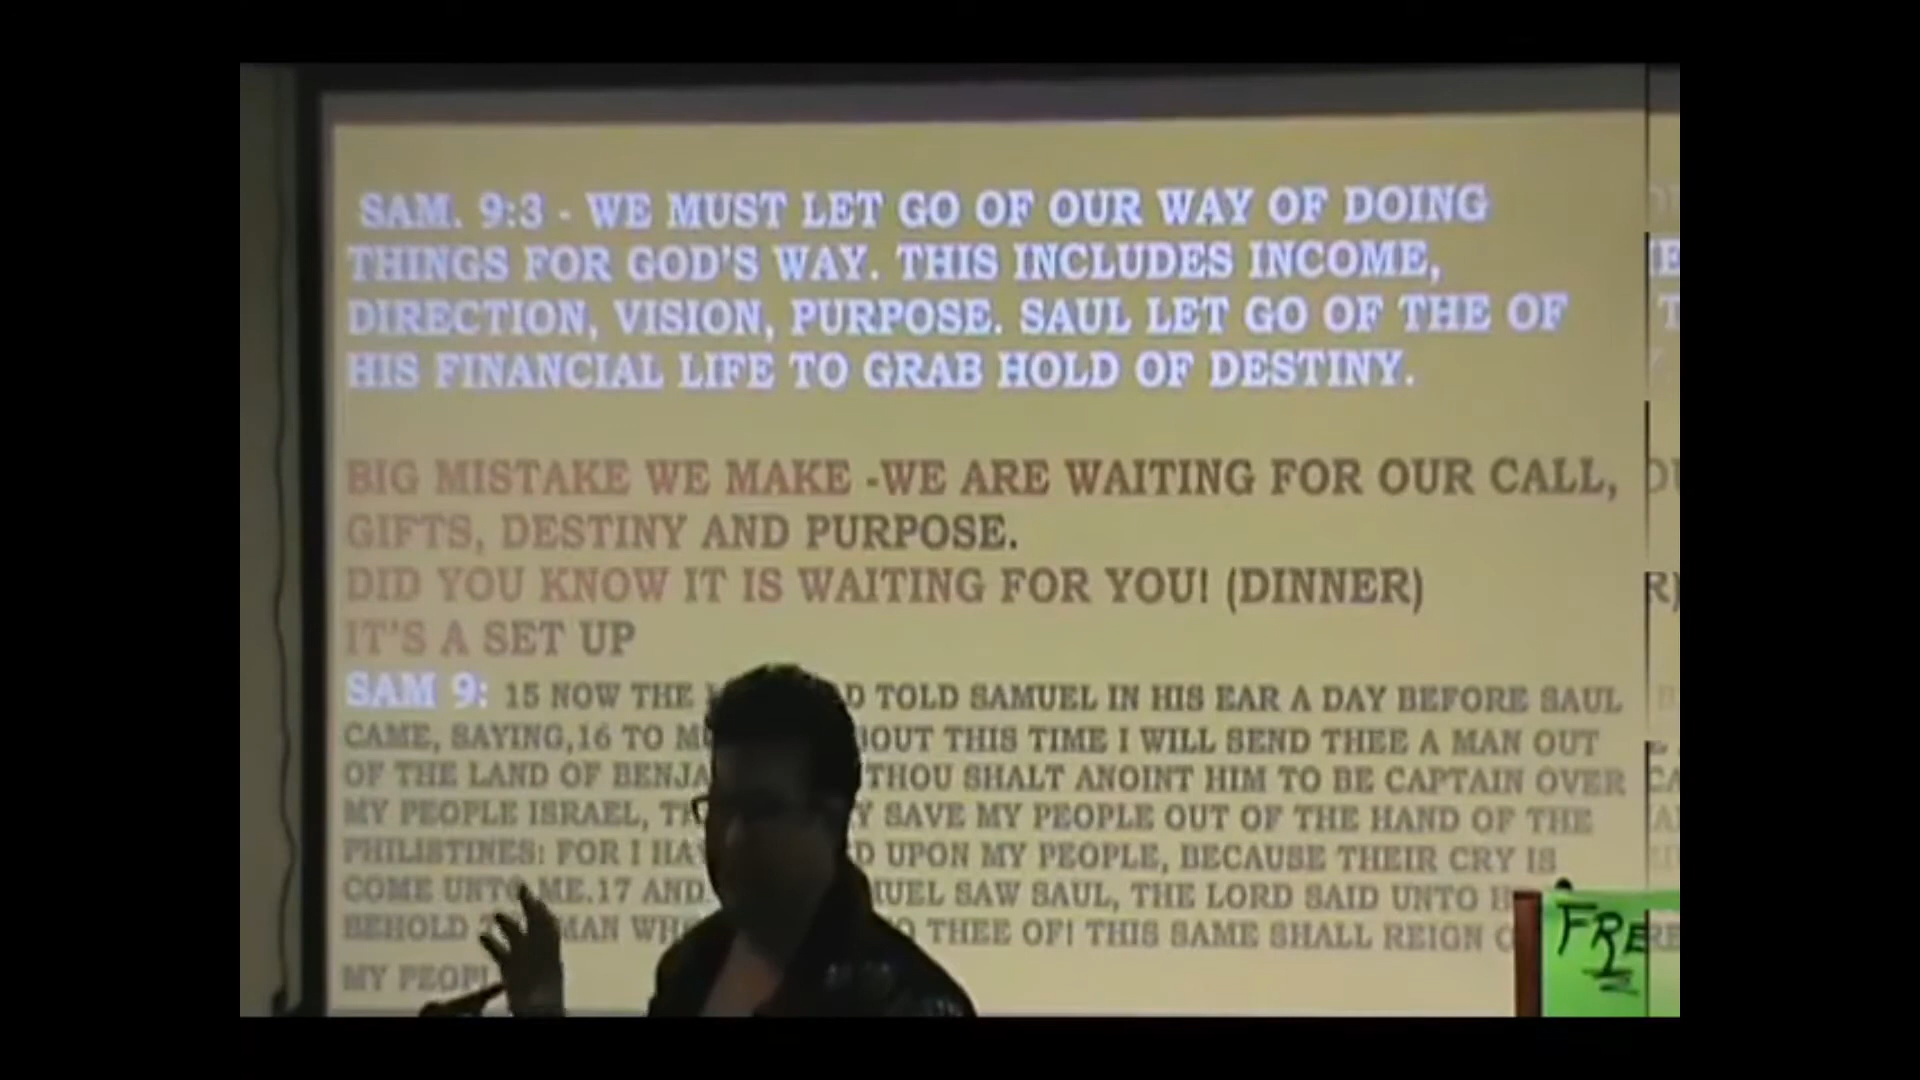 SAM. 9:3 - WE MUST LET GO OF OUR WAY OF DOING
THINGS FOR GOD'S WAY. THIS INCLUDES INCOME,
DIRECTION, VISION, PURPOSE. SAUL LET GO OF THE OF
HIS FINANCIAL LIFE TO GRAB HOLD OF DESTINY.
BIG MISTAKE WE MAKE -WE ARE WAITING FOR OUR CALL,
GIFTS, DESTINY AND PURPOSE.
DID YOU KNOW IT IS WAITING FOR YOU! (DINNER)
IT'S A SET UP
SAM 9: 15 NOW THE TOLD SAMUEL IN HIS EAR A DAY BEFORE SAUL
CAME, SAYING,16 TO THIS TIME I WILL SEND THEE A MAN OUT
OF THE LAND OF THOU SHALT ANOINT HIM TO BE CAPTAIN OVER
MY PEOPLE ISRAEL, SAVE MY PEOPLE OUT OF THE HAND OF THE
PHILISTINES: FOR I UPON MY PEOPLE, BECAUSE THEIR CRY IS
COME UNTO ME.17 AND SAW SAUL, THE LORD SAID UNTO
BEHOLD MAN THEE OF! THIS SAME SHALL REIGN
MY
FRE